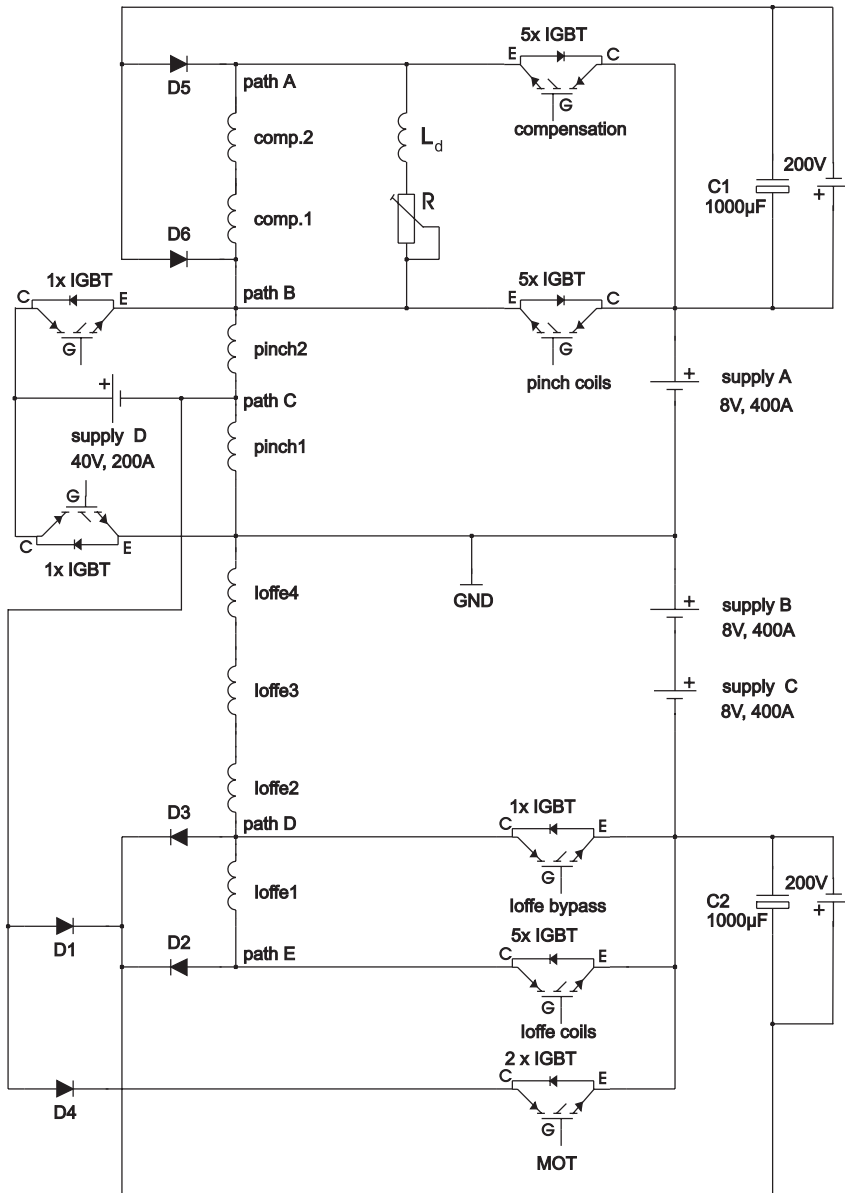 5x IGBT
E
C
D5
path A
G
compensation
comp.2
L_d
200V
C1
1000µF
+
R
comp.1
D6
1x IGBT
path B
5x IGBT
C
E
E
C
G
G
pinch2
pinch coils
+
supply A
8V, 400A
+
path C
supply D
40V, 200A
pinch1
G
C
E
1x IGBT
Ioffe4
GND
+
supply B
8V, 400A
Ioffe3
+
supply C
8V, 400A
Ioffe2
D3
path D
1x IGBT
C
E
G
Ioffe bypass
200V
C2
1000µF
+
Ioffe1
D1
D2
path E
5x IGBT
C
E
G
Ioffe coils
2 x IGBT
C
E
D4
G
MOT